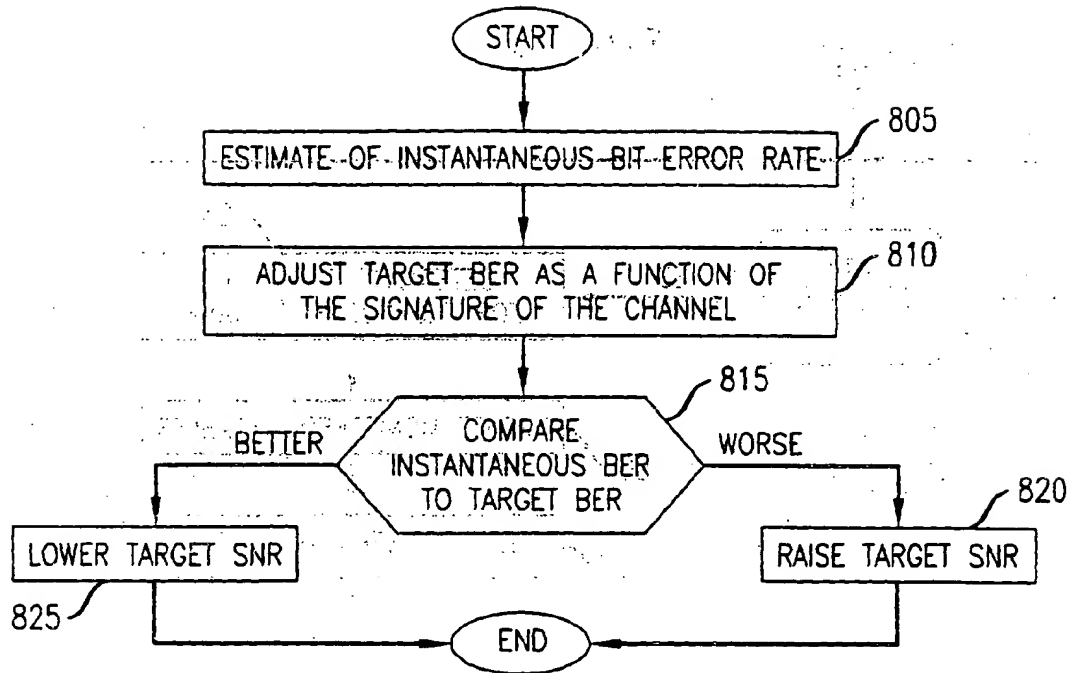 START
805
ESTIMATE OF INSTANTANEOUS BIT ERROR RATE
810
ADJUST TARGET BER AS A FUNCTION OF
THE SIGNATURE OF THE CHANNEL
815
BETTER
COMPARE
INSTANTANEOUS BER
TO TARGET BER
WORSE
820
LOWER TARGET SNR
RAISE TARGET SNR
825
END